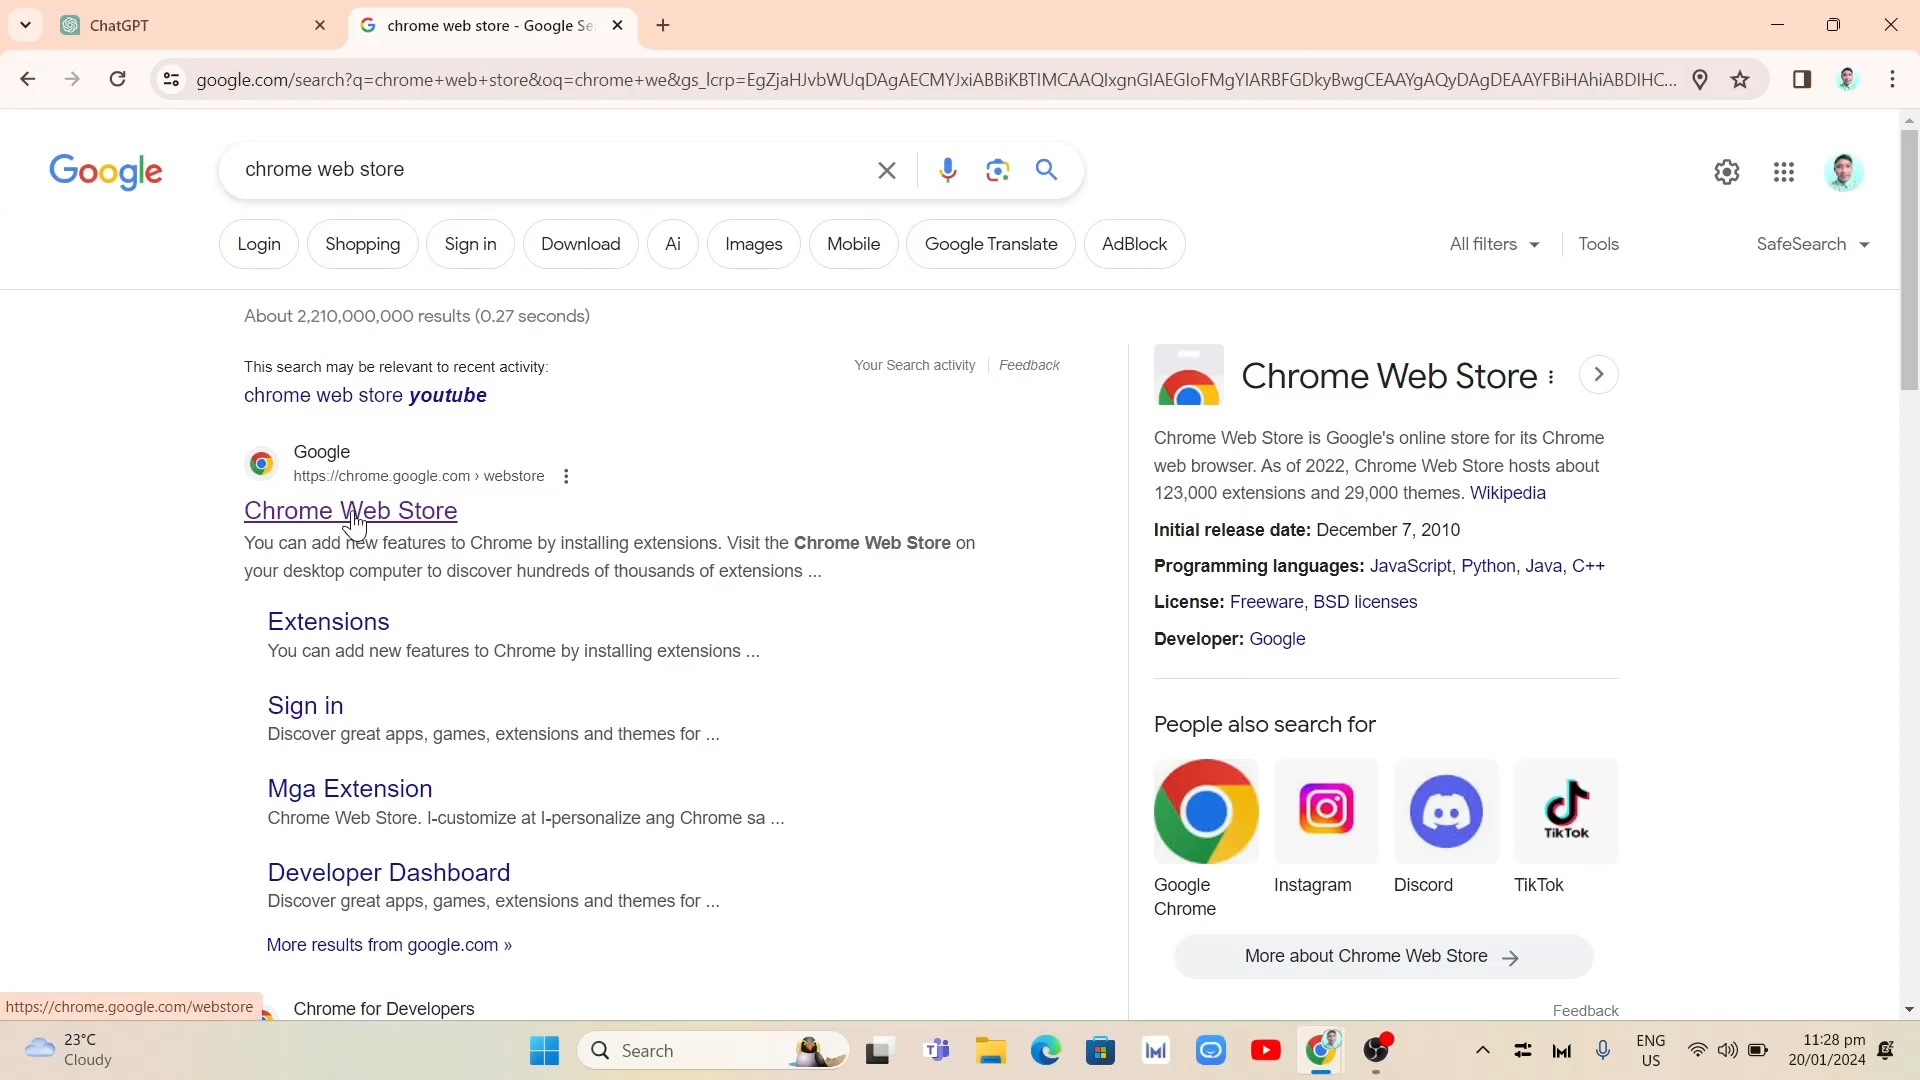 ChatGPT
chrome web store - Google Se
google.com/search?q=chrome+web+store&oq=chrome+we&gs_lcrp=EgZjaHJvbWUqDAgAECMYJxiABBiKBTIMCAAQIxgnGIAEGIoFMgYIARBFGDkyBwgCEAAYgAQyDAgDEAAYFBiHAhiABDIHC...
Google
chrome web store
Login
Shopping
Sign in
Download
Ai
Images
Mobile
Google Translate
AdBlock
All filters
Tools
SafeSearch
About 2,210,000,000 results (0.27 seconds)
This search may be relevant to recent activity:
Your Search activity
Feedback
chrome web store youtube
Google
https://chrome.google.com › webstore
Chrome Web Store
You can add new features to Chrome by installing extensions. Visit the Chrome Web Store on
your desktop computer to discover hundreds of thousands of extensions ...
Extensions
You can add new features to Chrome by installing extensions ...
Sign in
Discover great apps, games, extensions and themes for ...
Mga Extension
Chrome Web Store. I-customize at I-personalize ang Chrome sa ...
Developer Dashboard
Discover great apps, games, extensions and themes for ...
More results from google.com »
Chrome for Developers
https://chrome.google.com/webstore
Chrome Web Store
Chrome Web Store is Google's online store for its Chrome
web browser. As of 2022, Chrome Web Store hosts about
123,000 extensions and 29,000 themes. Wikipedia
Initial release date: December 7, 2010
Programming languages: JavaScript, Python, Java, C++
License: Freeware, BSD licenses
Developer: Google
People also search for
Google
Chrome
Instagram
Discord
TikTok
TikTok
More about Chrome Web Store
Feedback
23°C
Cloudy
Search
ENG
US
11:28 pm
20/01/2024